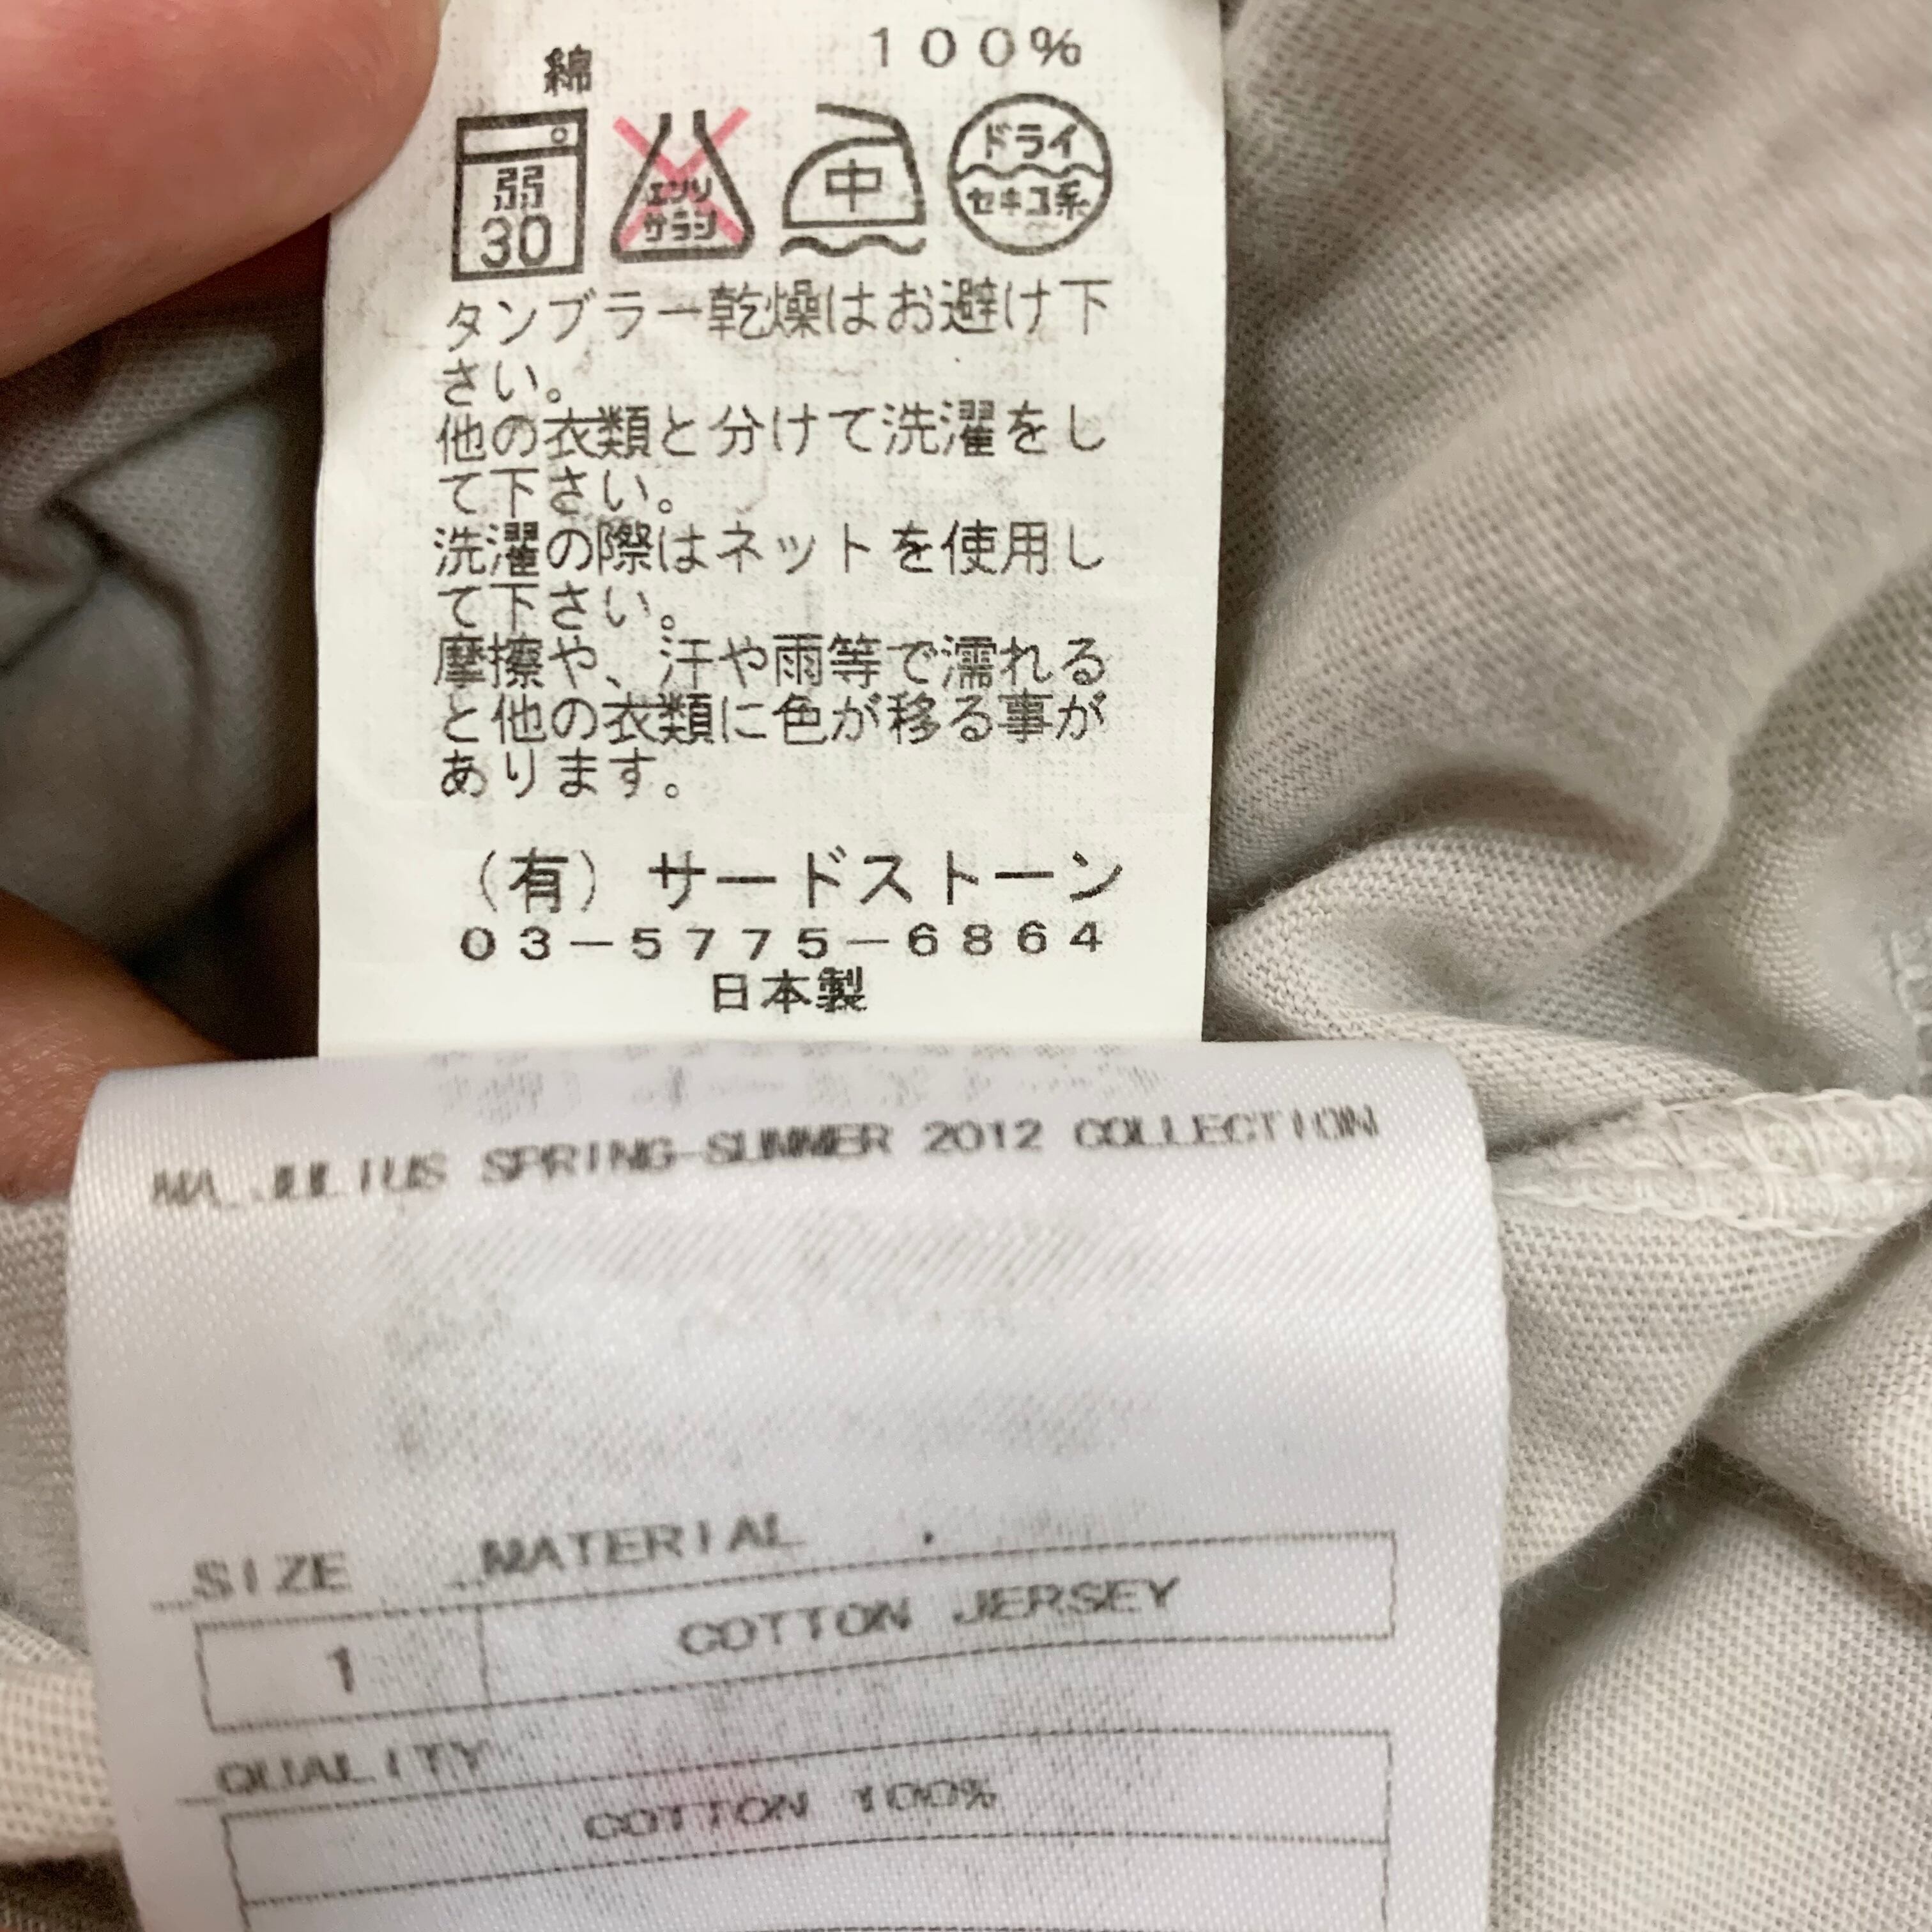 綿 100%
弱
30
エンソ
サラシ
中
ドライ
セキユ系
タンブラー乾燥はお避け下
さい。
他の衣類と分けて洗濯をし
て下さい。
洗濯の際はネットを使用し
て下さい。
摩擦や、汗や雨等で濡れる
と他の衣類に色が移る事が
あります。
(有) サードストーン
03-5775-6864
日本製
MA_JULIUS SPRING-SUMMER 2012 COLLECTION
SIZE MATERIAL
1 COTTON JERSEY
QUALITY
COTTON 100%